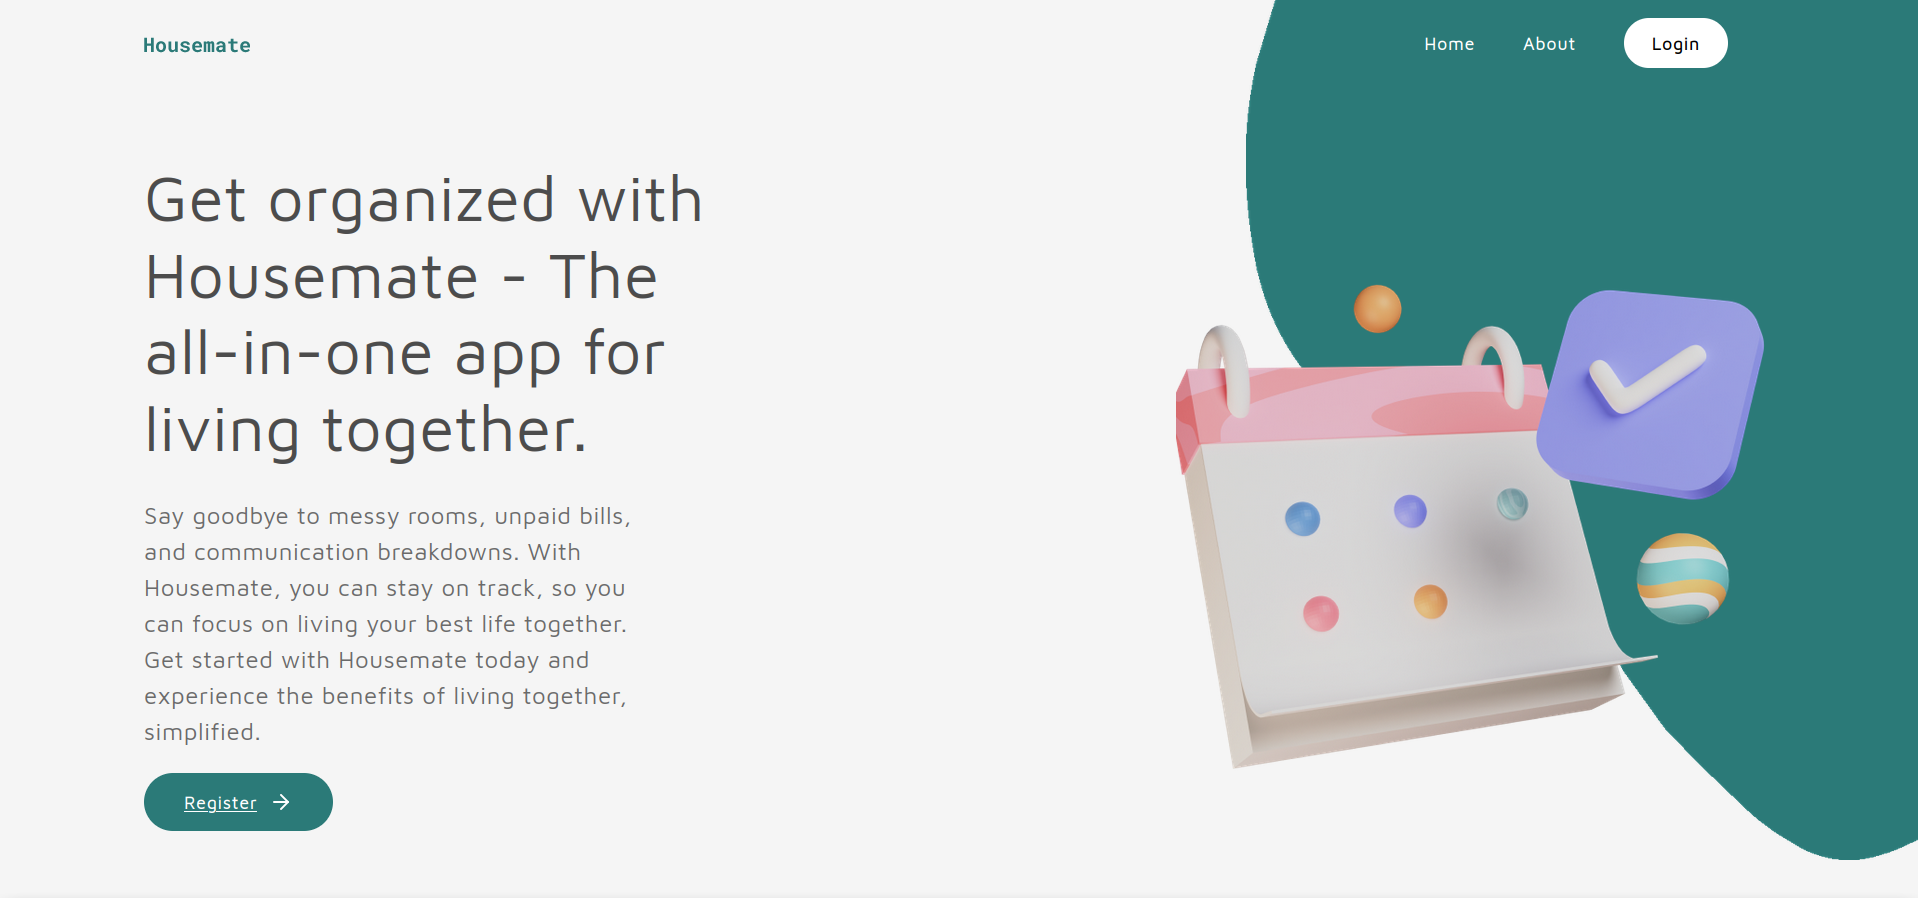 Housemate
Home
About
Login
Get organized with
Housemate - The
all-in-one app for
living together.
Say goodbye to messy rooms, unpaid bills,
and communication breakdowns. With
Housemate, you can stay on track, so you
can focus on living your best life together.
Get started with Housemate today and
experience the benefits of living together,
simplified.
Register